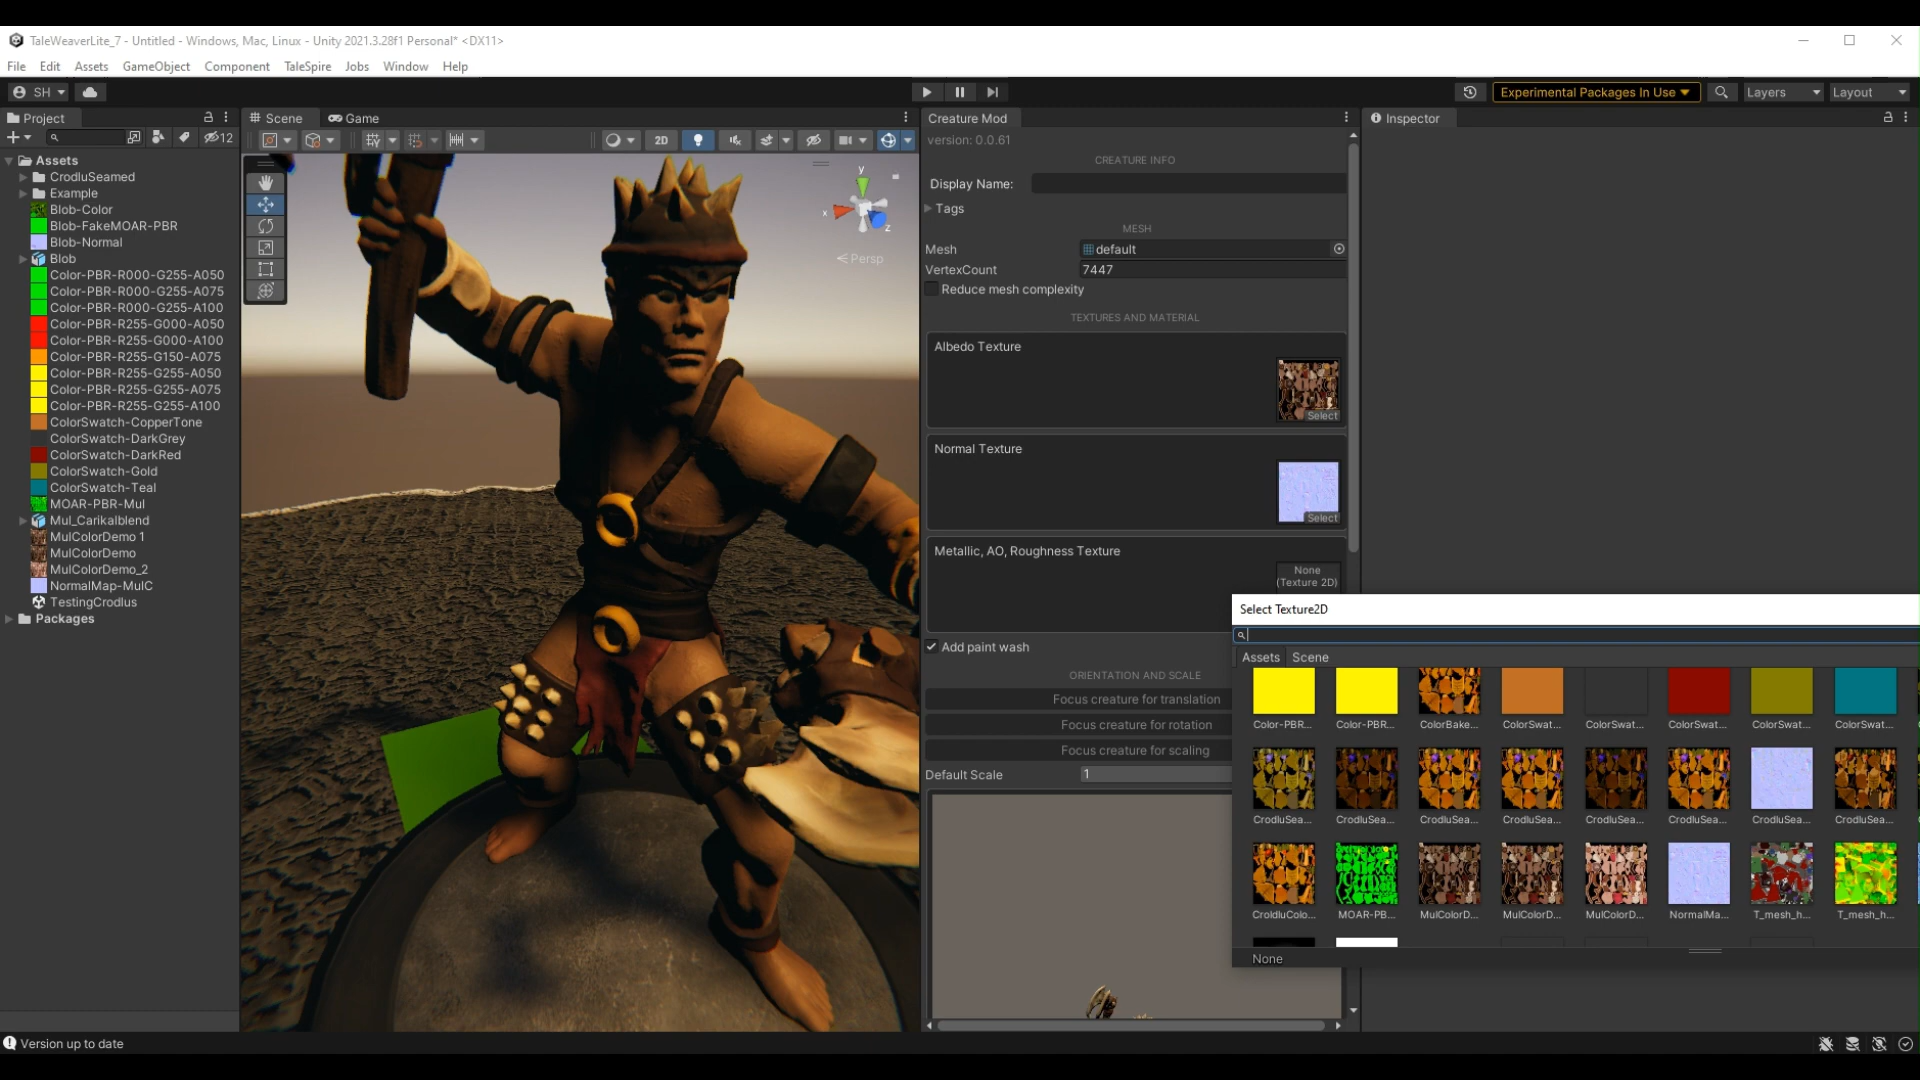 TaleWeaverLite_7 - Untitled - Windows, Mac, Linux - Unity 2021.3.28f1 Personal* <DX11>
File Edit Assets GameObject Component TaleSpire Jobs Window Help
SH
Experimental Packages In Use
Layers
Layout
Project
12
Assets
CrodluSeamed
Example
Blob-Color
Blob-FakeMOAR-PBR
Blob-Normal
Blob
Color-PBR-R000-G255-A050
Color-PBR-R000-G255-A075
Color-PBR-R000-G255-A100
Color-PBR-R255-G000-A050
Color-PBR-R255-G000-A100
Color-PBR-R255-G150-A075
Color-PBR-R255-G255-A050
Color-PBR-R255-G255-A075
Color-PBR-R255-G255-A100
ColorSwatch-CopperTone
ColorSwatch-DarkGrey
ColorSwatch-DarkRed
ColorSwatch-Gold
ColorSwatch-Teal
MOAR-PBR-Mul
Mul_Carikalblend
MulColorDemo 1
MulColorDemo
MulColorDemo_2
NormalMap-MulC
TestingCrodlus
Packages
Scene
Game
2D
y
x
z
Persp
Creature Mod
version: 0.0.61
CREATURE INFO
Display Name:
Tags
MESH
Mesh default
VertexCount 7447
Reduce mesh complexity
TEXTURES AND MATERIAL
Albedo Texture
Select
Normal Texture
Select
Metallic, AO, Roughness Texture
None
(Texture 2D)
Add paint wash
ORIENTATION AND SCALE
Focus creature for translation
Focus creature for rotation
Focus creature for scaling
Default Scale 1
Inspector
Select Texture2D
Assets Scene
Color-PBR... Color-PBR... ColorBake... ColorSwat... ColorSwat... ColorSwat... ColorSwat... ColorSwat...
CrodluSea... CrodluSea... CrodluSea... CrodluSea... CrodluSea... CrodluSea... CrodluSea... CrodluSea...
CroldluColo... MOAR-PB... MulColorD... MulColorD... MulColorD... NormalMa... T_mesh_h... T_mesh_h...
None
Version up to date